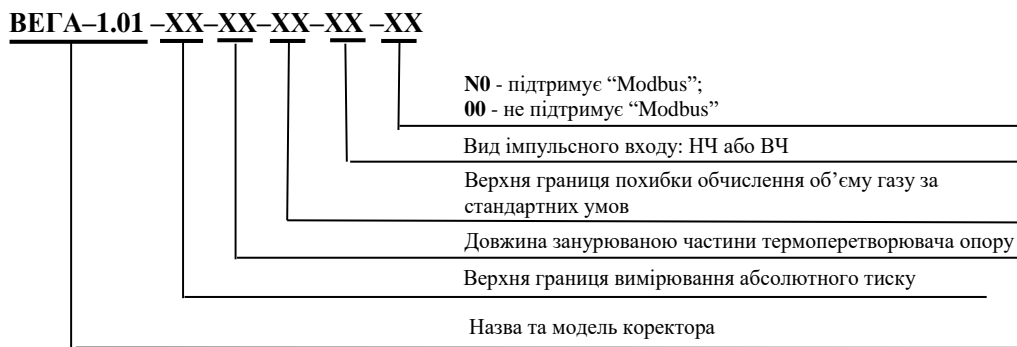 ВЕГА–1.01 –XX–XX–XX–XX –XX
N0 - підтримує “Modbus”;
00 - не підтримує “Modbus”
Вид імпульсного входу: НЧ або ВЧ
Верхня границя похибки обчислення об’єму газу за
стандартних умов
Довжина занурюваною частини термоперетворювача опору
Верхня границя вимірювання абсолютного тиску
Назва та модель коректора